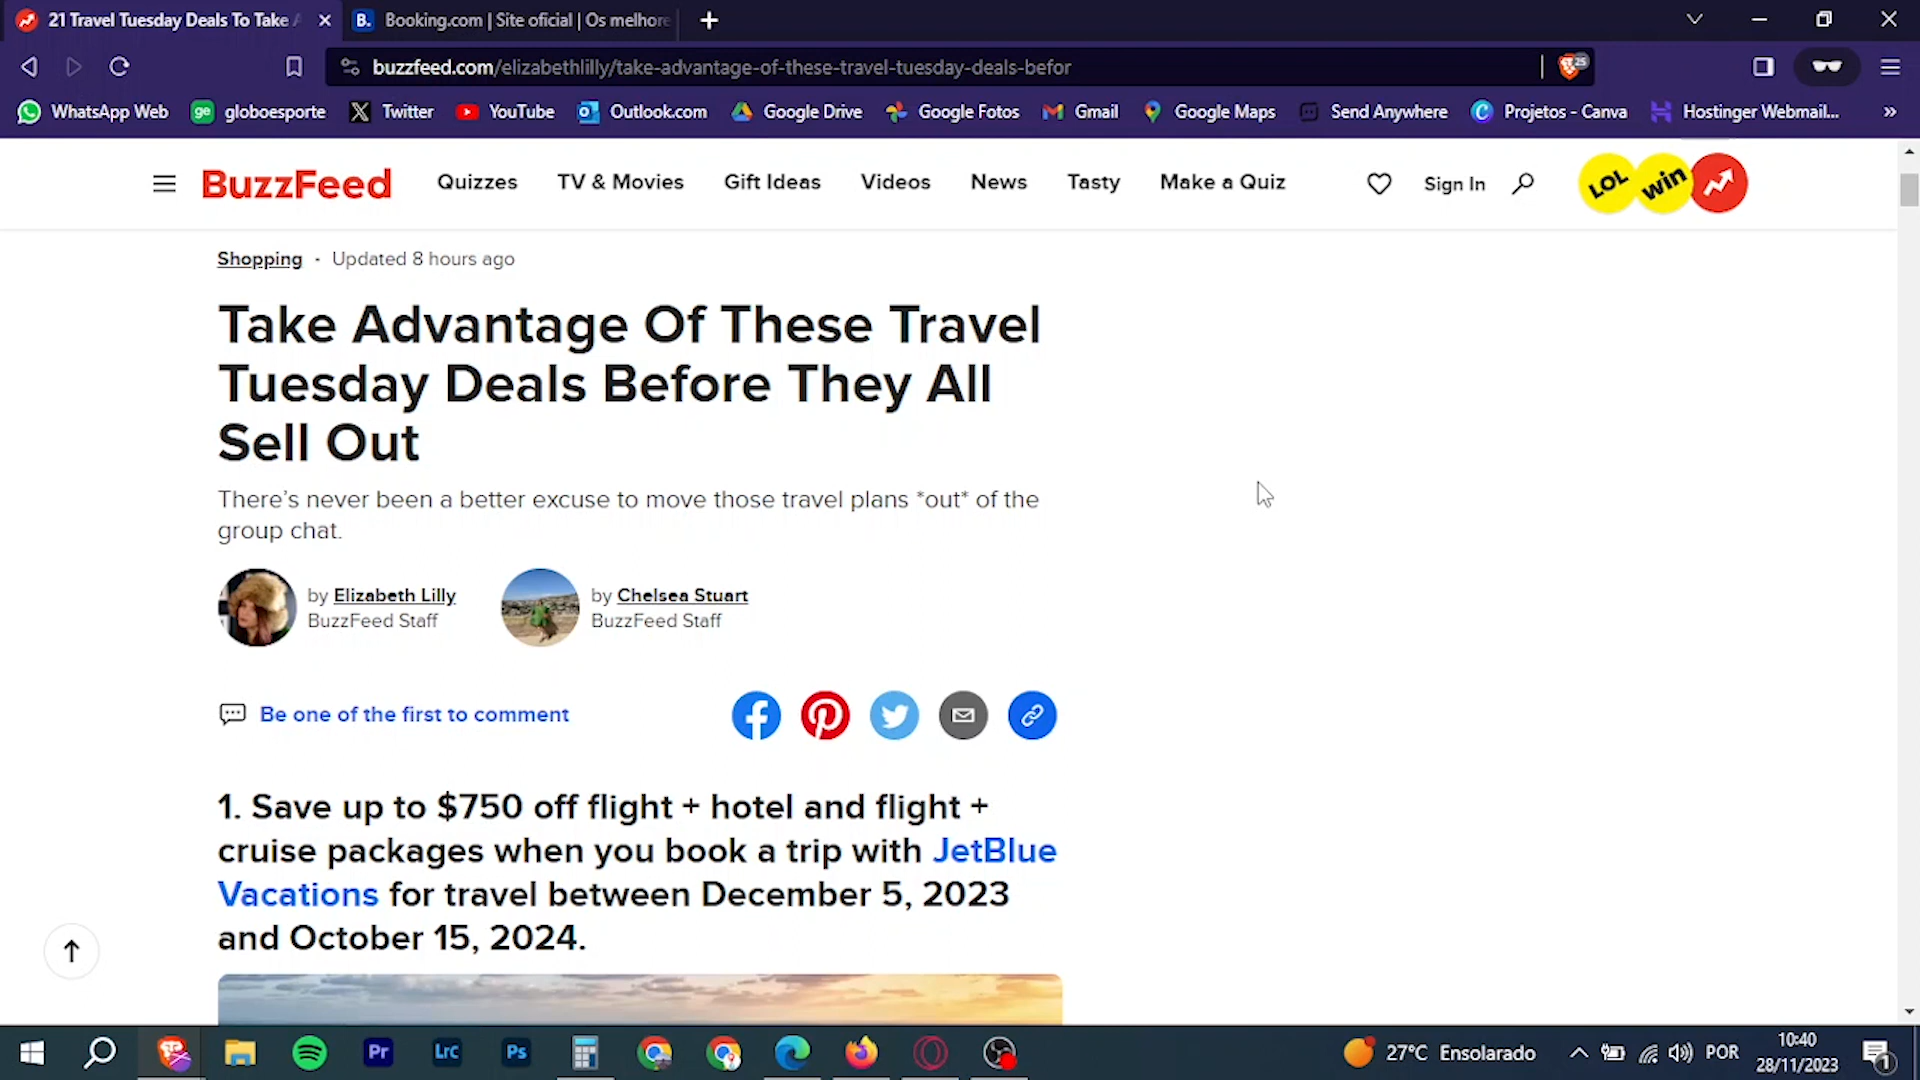 21 Travel Tuesday Deals To Take A
Booking.com | Site oficial | Os melhore
buzzfeed.com/elizabethlilly/take-advantage-of-these-travel-tuesday-deals-befor
25
WhatsApp Web
ge globoesporte
Twitter
YouTube
Outlook.com
Google Drive
Google Fotos
Gmail
Google Maps
Send Anywhere
Projetos - Canva
Hostinger Webmail...
BuzzFeed
Quizzes
TV & Movies
Gift Ideas
Videos
News
Tasty
Make a Quiz
Sign In
LOL
win
Shopping - Updated 8 hours ago
Take Advantage Of These Travel
Tuesday Deals Before They All
Sell Out
There's never been a better excuse to move those travel plans *out* of the
group chat.
by Elizabeth Lilly
BuzzFeed Staff
by Chelsea Stuart
BuzzFeed Staff
Be one of the first to comment
1. Save up to $750 off flight + hotel and flight +
cruise packages when you book a trip with JetBlue
Vacations for travel between December 5, 2023
and October 15, 2024.
Pr
Lrc
Ps
27°C Ensolarado
POR
10:40
28/11/2023
1